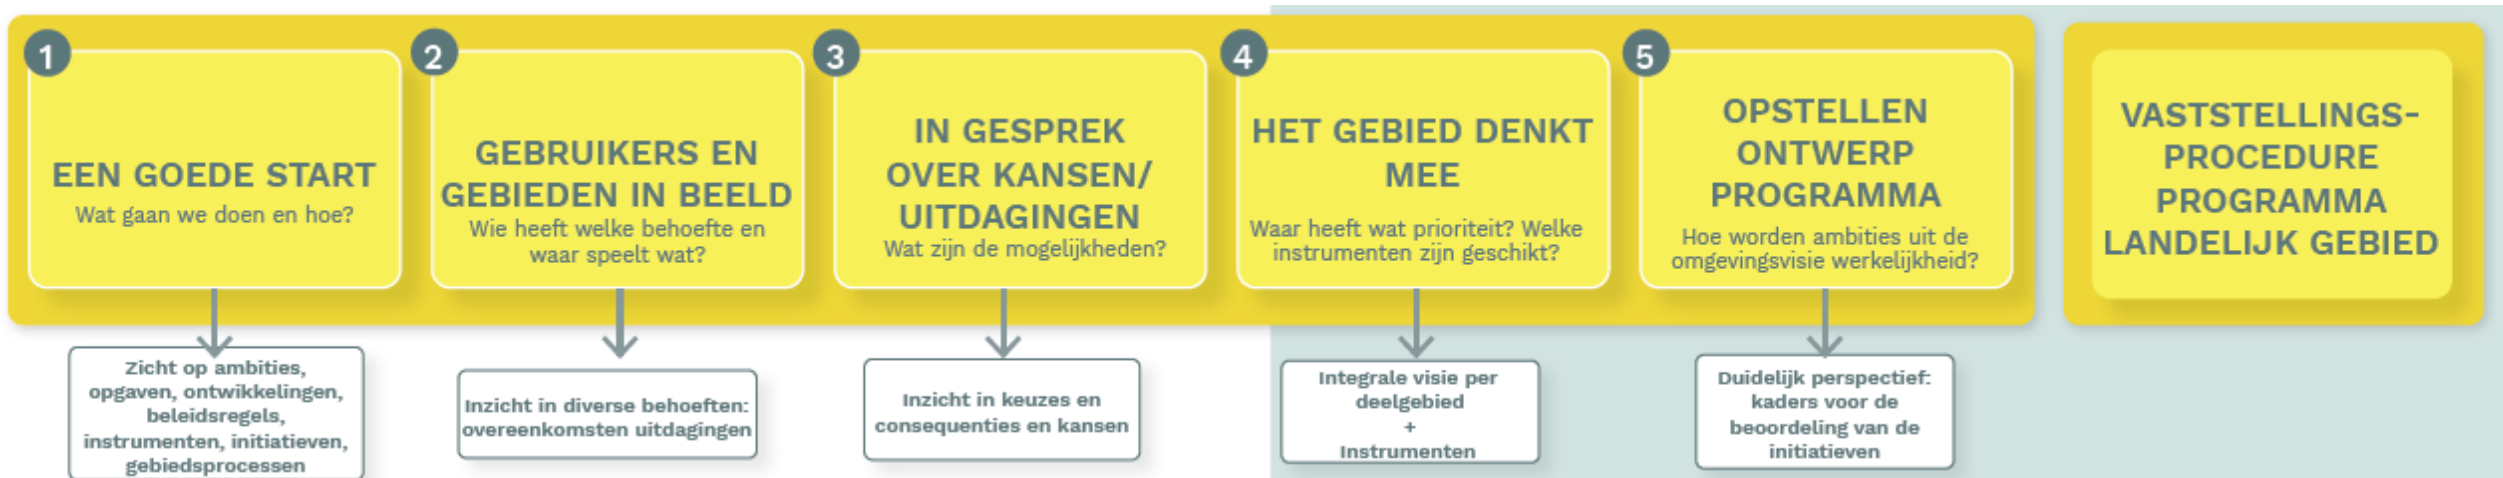 1
EEN GOEDE START
Wat gaan we doen en hoe?
Zicht op ambities,
opgaven, ontwikkelingen,
beleidsregels,
instrumenten, initiatieven,
gebiedsprocessen
2
GEBRUIKERS EN
GEBIEDEN IN BEELD
Wie heeft welke behoefte en
waar speelt wat?
Inzicht in diverse behoeften:
overeenkomsten uitdagingen
3
IN GESPREK
OVER KANSEN/
UITDAGINGEN
Wat zijn de mogelijkheden?
Inzicht in keuzes en
consequenties en kansen
4
HET GEBIED DENKT
MEE
Waar heeft wat prioriteit? Welke
instrumenten zijn geschikt?
Integrale visie per
deelgebied
+
Instrumenten
5
OPSTELLEN
ONTWERP
PROGRAMMA
Hoe worden ambities uit de
omgevingsvisie werkelijkheid?
Duidelijk perspectief:
kaders voor de
beoordeling van de
initiatieven
VASTSTELLINGS-
PROCEDURE
PROGRAMMA
LANDELIJK GEBIED